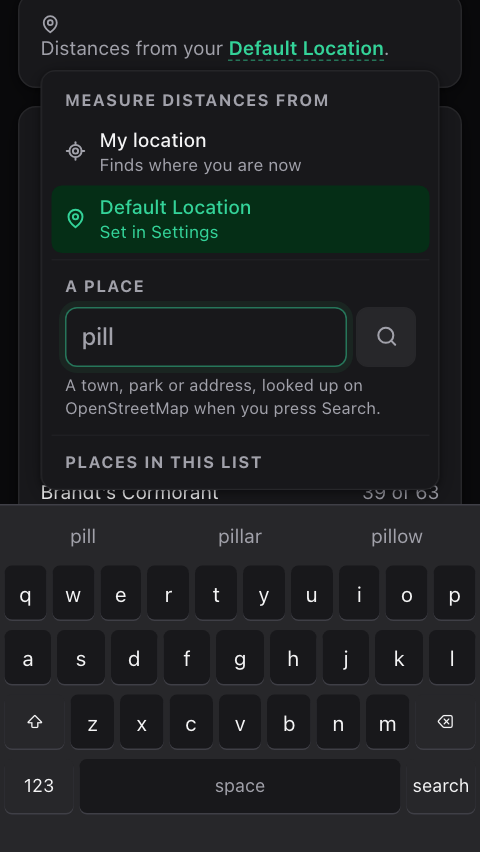 Distances from your Default Location.
MEASURE DISTANCES FROM
My location
Finds where you are now
Default Location
Set in Settings
A PLACE
pill
A town, park or address, looked up on
OpenStreetMap when you press Search.
PLACES IN THIS LIST
Brandt's Cormorant 39 of 63
pill pillar pillow
q w e r t y u i o p
a s d f g h j k l
z x c v b n m
123 space search